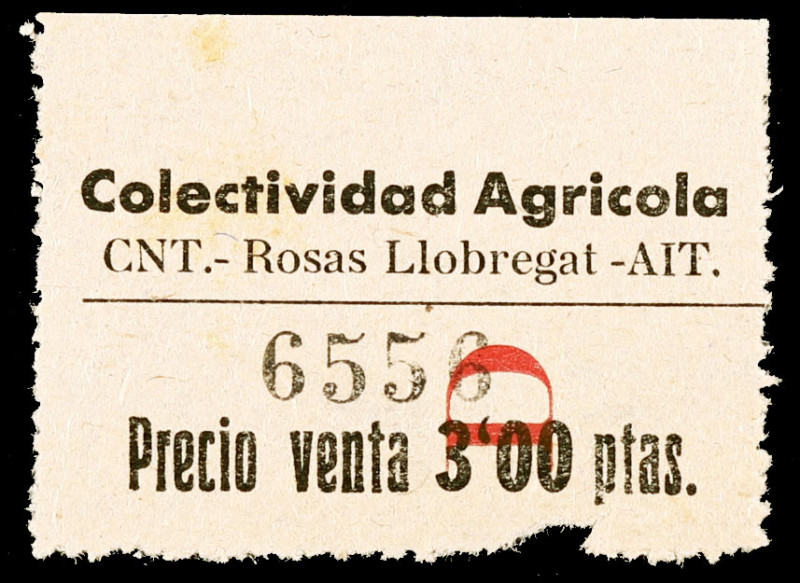 Colectividad Agricola
CNT.- Rosas Llobregat -AIT.
6556
Precio venta 3'00 ptas.